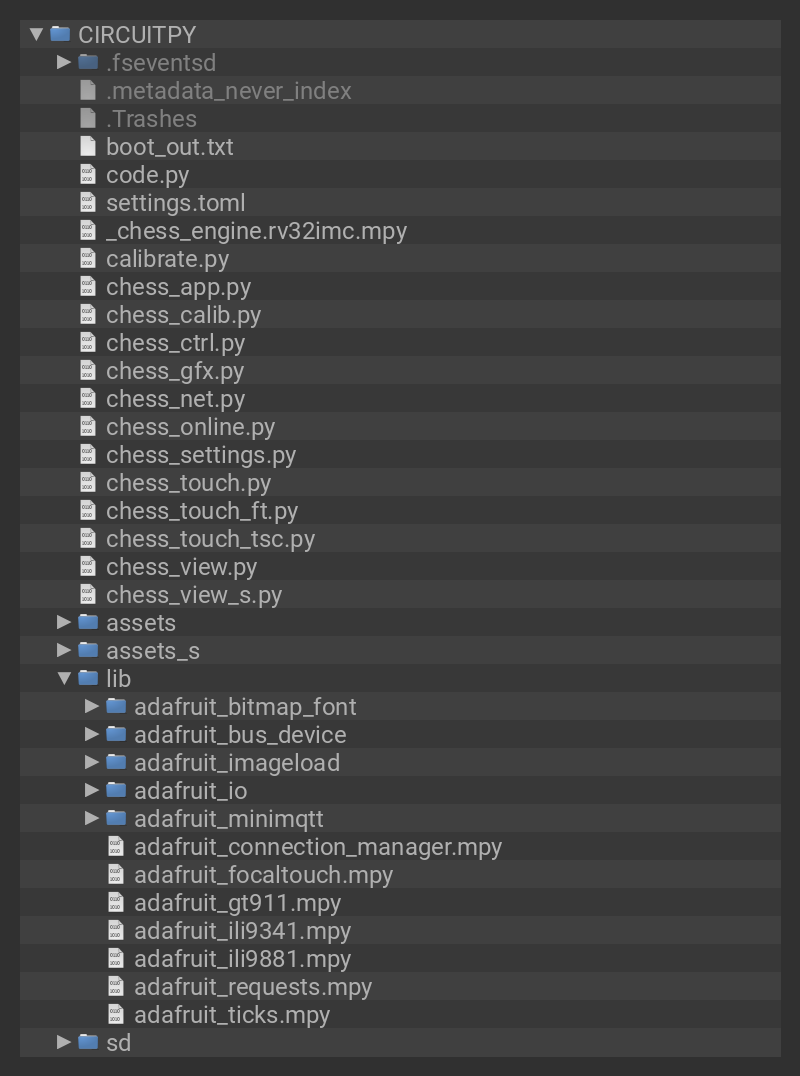 CIRCUITPY
.fseventsd
.metadata_never_index
.Trashes
boot_out.txt
code.py
settings.toml
_chess_engine.rv32imc.mpy
calibrate.py
chess_app.py
chess_calib.py
chess_ctrl.py
chess_gfx.py
chess_net.py
chess_online.py
chess_settings.py
chess_touch.py
chess_touch_ft.py
chess_touch_tsc.py
chess_view.py
chess_view_s.py
assets
assets_s
lib
adafruit_bitmap_font
adafruit_bus_device
adafruit_imageload
adafruit_io
adafruit_minimqtt
adafruit_connection_manager.mpy
adafruit_focaltouch.mpy
adafruit_gt911.mpy
adafruit_ili9341.mpy
adafruit_ili9881.mpy
adafruit_requests.mpy
adafruit_ticks.mpy
sd